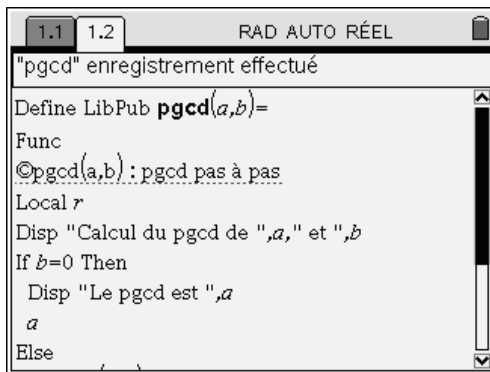 1.1 1.2 RAD AUTO RÉEL
"pgcd" enregistrement effectué
Define LibPub pgcd(a,b)=
Func
©pgcd(a,b) : pgcd pas à pas
Local r
Disp "Calcul du pgcd de ",a," et ",b
If b=0 Then
Disp "Le pgcd est ",a
a
Else